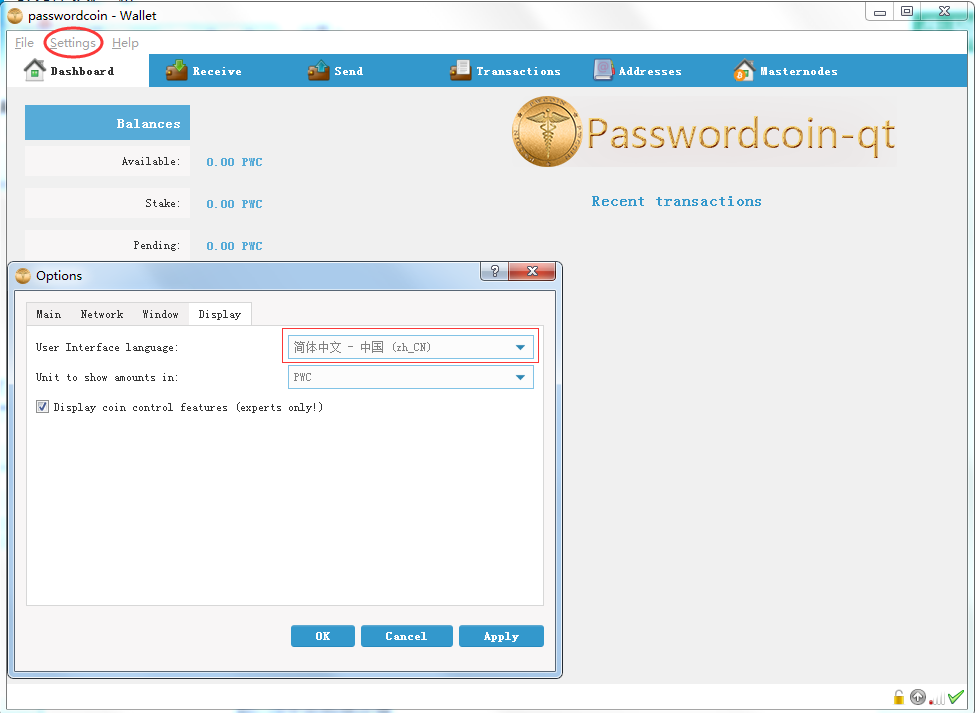 passwordcoin - Wallet
File Settings Help
Dashboard Receive Send Transactions Addresses Masternodes
Balances
Passwordcoin-qt
Available: 0.00 PWC
Recent transactions
Stake: 0.00 PWC
Pending: 0.00 PWC
Options
Main Network Window Display
User Interface language: 简体中文 - 中国 (zh_CN)
Unit to show amounts in: PWC
Display coin control features (experts only!)
OK Cancel Apply